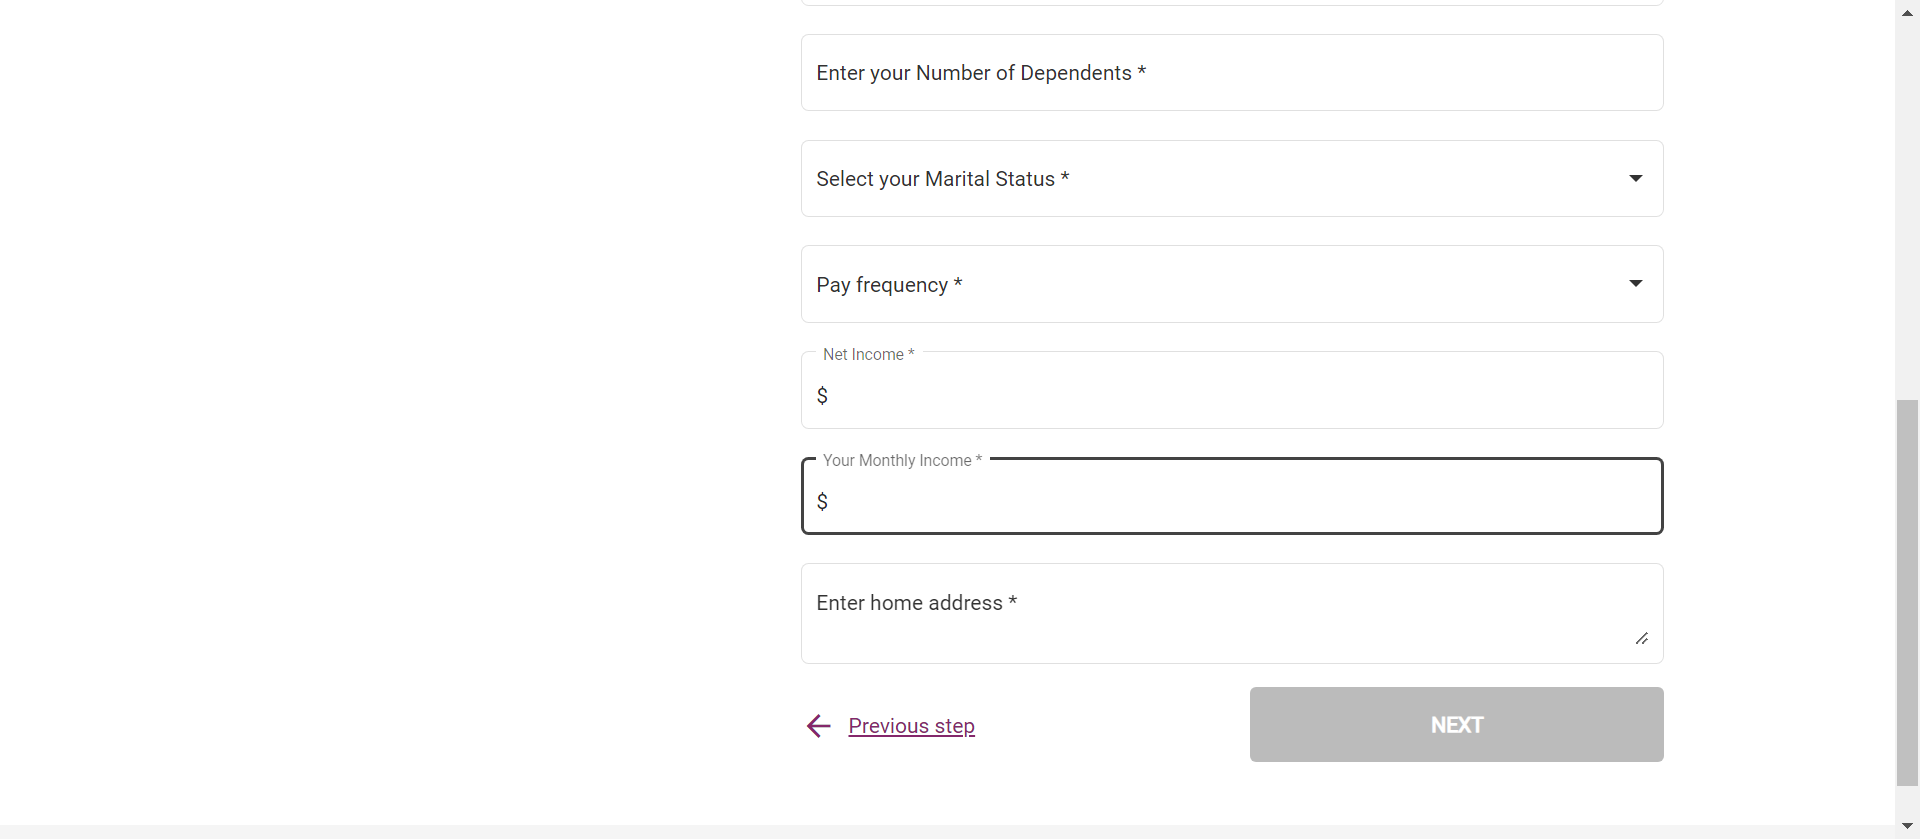 Enter your Number of Dependents *
Select your Marital Status *
Pay frequency *
Net Income *
$
Your Monthly Income *
$
Enter home address *
Previous step
NEXT